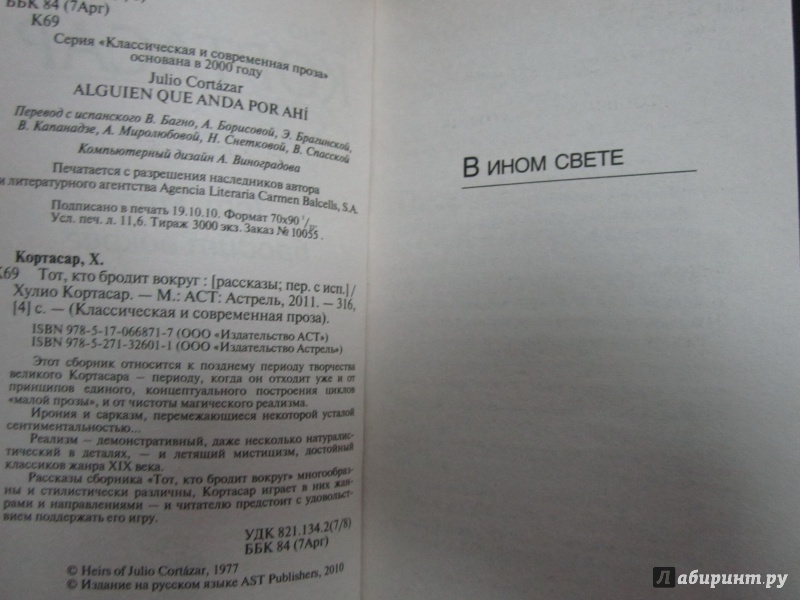 ББК 84 (7Арг)
К69
Серия «Классическая и современная проза»
основана в 2000 году
Julio Cortázar
ALGUIEN QUE ANDA POR AHÍ
Перевод с испанского В. Багно, А. Борисовой, Э. Брагинской,
В. Капанадзе, А. Миролюбовой, Н. Снетковой, В. Спасской
Компьютерный дизайн А. Виноградова
Печатается с разрешения наследников автора
и литературного агентства Agencia Literaria Carmen Balcells, S.A.
Подписано в печать 19.10.10. Формат 70х90 1/
Усл. печ. л. 11,6. Тираж 3000 экз. Заказ № 10055.
Кортасар, Х.
К69 Тот, кто бродит вокруг : [рассказы; пер. с исп.] /
Хулио Кортасар. — М.: АСТ: Астрель, 2011. — 316,
[4] с. — (Классическая и современная проза).
ISBN 978-5-17-066871-7 (ООО «Издательство АСТ»)
ISBN 978-5-271-32601-1 (ООО «Издательство Астрель»)
Этот сборник относится к позднему периоду творчества
великого Кортасара — периоду, когда он отходит уже и от
принципов единого, концептуального построения циклов
«малой прозы», и от чистоты магического реализма.
Ирония и сарказм, перемежающиеся некоторой усталой
сентиментальностью...
Реализм — демонстративный, даже несколько натуралис-
тический в деталях, — и летящий мистицизм, достойный
классиков жанра XIX века.
Рассказы сборника «Тот, кто бродит вокруг» многообраз-
ны и стилистически различны, Кортасар играет в них жан-
рами и направлениями — и читателю предстоит с удовольст-
вием поддержать его игру.
УДК 821.134.2(7/8)
ББК 84 (7Арг)
© Heirs of Julio Cortázar, 1977
© Издание на русском языке AST Publishers, 2010
В ИНОМ СВЕТЕ
Лабиринт.ру